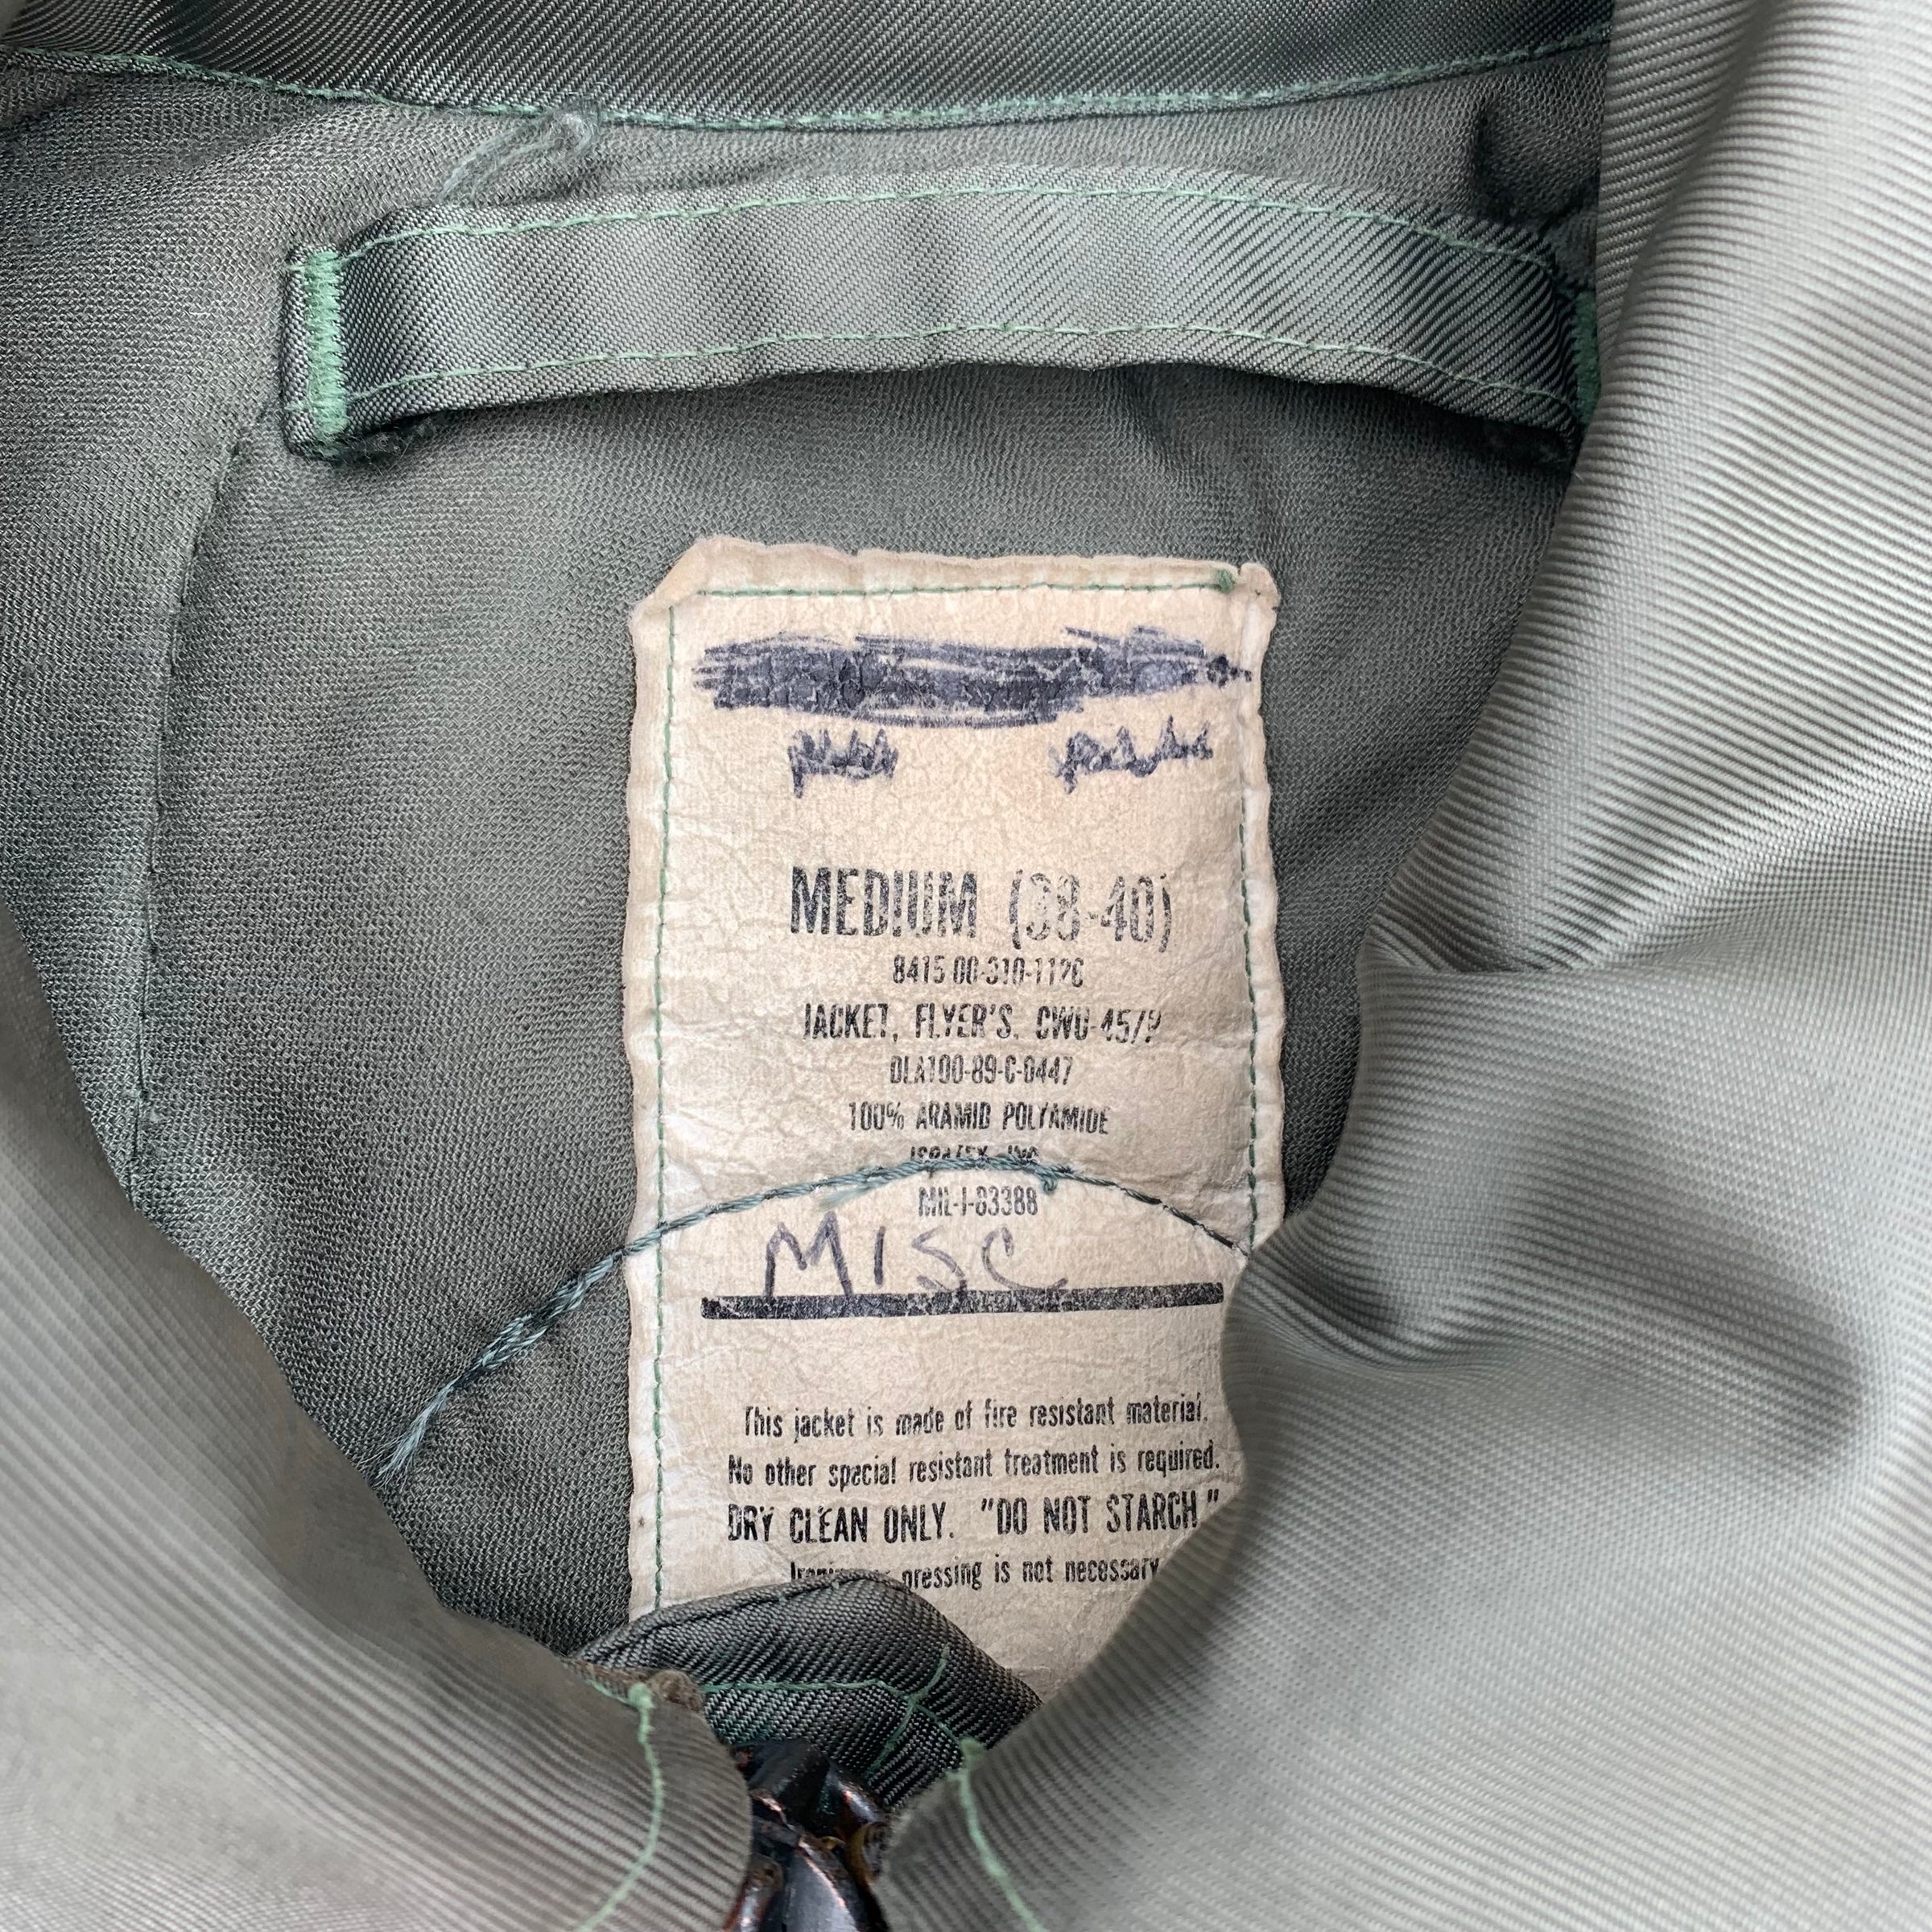 MEDIUM (38-40)
8415 00-310-1126
JACKET, FLYER'S, CWU-45/P
DLA100-89-C-0447
100% ARAMID POLYAMIDE
ISRATEX, INC
MIL-J-83388
MISC
This jacket is made of fire resistant material.
No other special resistant treatment is required.
DRY CLEAN ONLY. "DO NOT STARCH"
pressing is not necessary